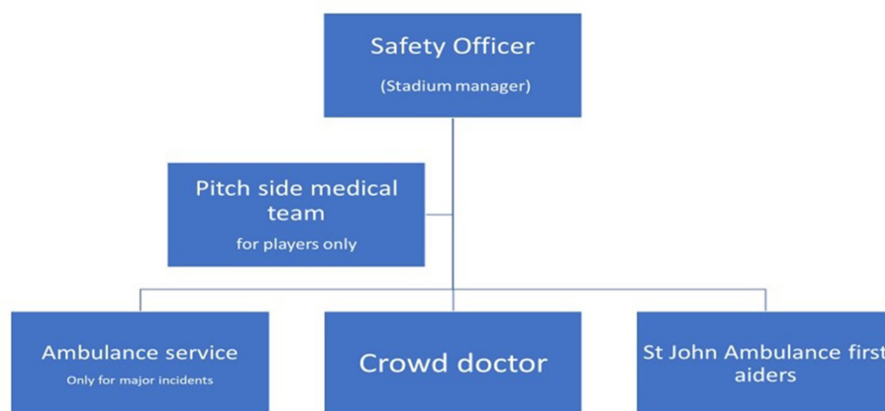 Safety Officer
(Stadium manager)
Pitch side medical
team
for players only
Ambulance service
Only for major incidents
Crowd doctor
St John Ambulance first
aiders